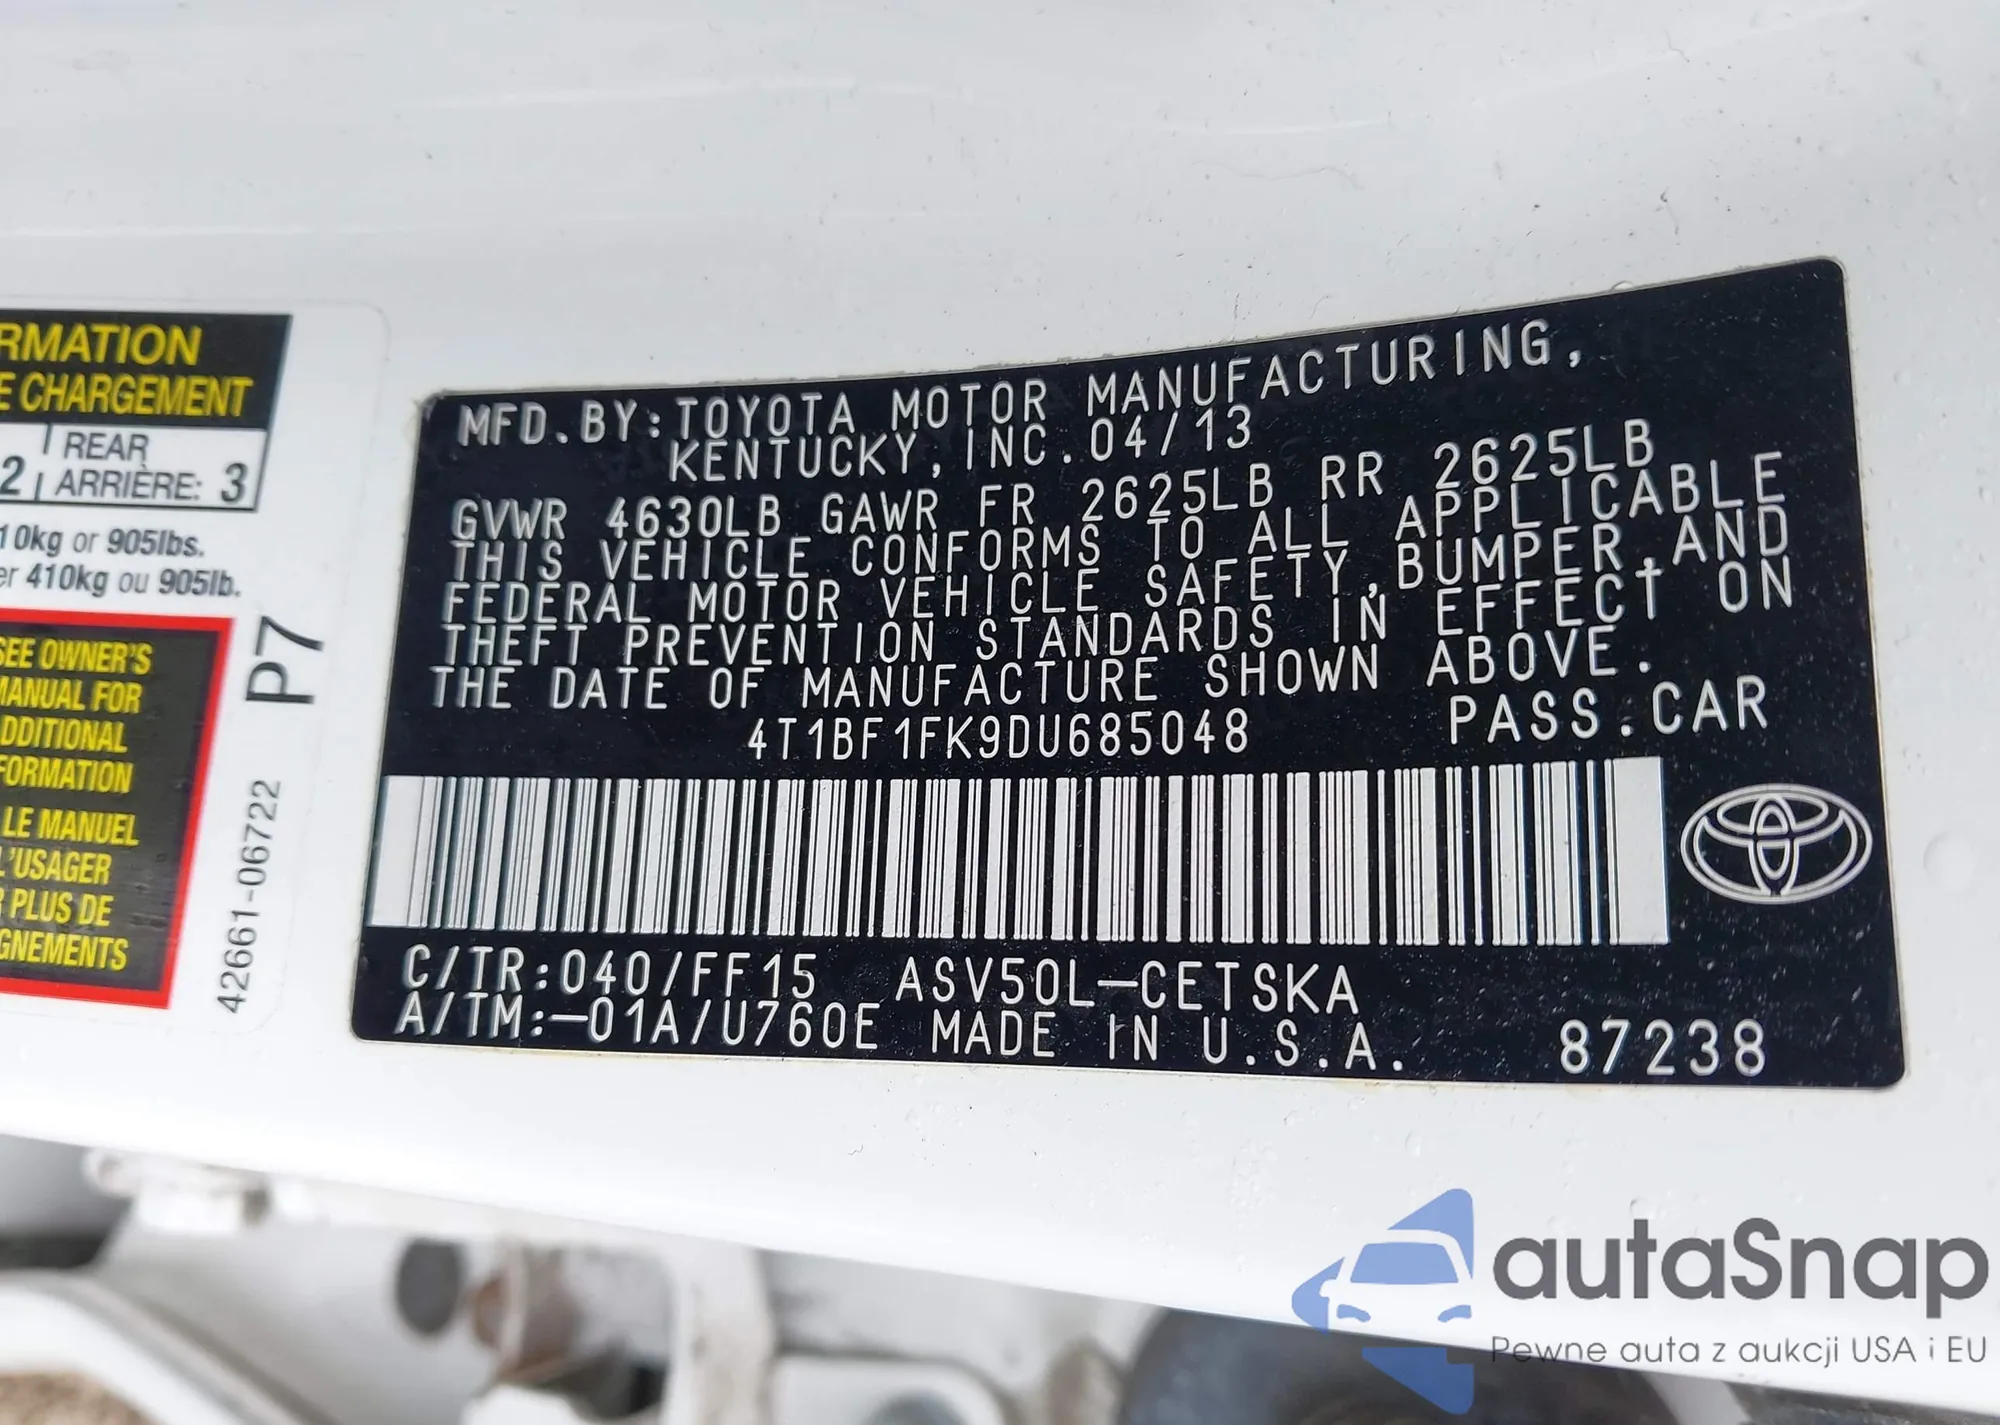 RMATION
E CHARGEMENT
2 REAR
ARRIÈRE: 3
10kg or 905lbs.
er 410kg ou 905lb.
SEE OWNER'S
MANUAL FOR
ADDITIONAL
FORMATION
LE MANUEL
L'USAGER
R PLUS DE
GNEMENTS
P7
42661-06722
MFD.BY:TOYOTA MOTOR MANUFACTURING,
KENTUCKY,INC.04/13
GVWR 4630LB GAWR FR 2625LB RR 2625LB
THIS VEHICLE CONFORMS TO ALL APPLICABLE
FEDERAL MOTOR VEHICLE SAFETY,BUMPER,AND
THEFT PREVENTION STANDARDS IN EFFECT ON
THE DATE OF MANUFACTURE SHOWN ABOVE.
4T1BF1FK9DU685048 PASS.CAR
C/TR:040/FF15 ASV50L-CETSKA
A/TM:-01A/U760E MADE IN U.S.A. 87238
autaSnap
Pewne auta z aukcji USA i EU